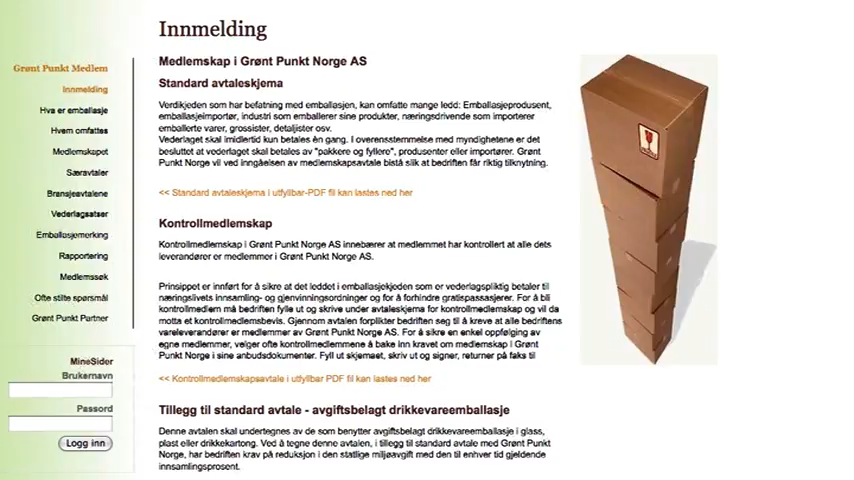 Innmelding
Grønt Punkt Medlem
Innmelding
Hva er emballasje
Hvem omfattes
Medlemskapet
Særavtaler
Bransjeavtalene
Vederlagsatser
Emballasjemerking
Rapportering
Medlemssøk
Ofte stilte spørsmål
Grønt Punkt Partner
MineSider
Brukernavn
Passord
Logg inn
Medlemskap i Grønt Punkt Norge AS
Standard avtaleskjema
Verdikjeden som har befatning med emballasjen, kan omfatte mange ledd: Emballasjeprodusent,
emballasjeimportør, industri som emballerer sine produkter, næringsdrivende som importerer
emballerte varer, grossister, detaljister osv.
Vederlaget skal imidlertid kun betales én gang. I overensstemmelse med myndighetene er det
besluttet at vederlaget skal betales av "pakkere og fyllere", produsenter eller importører. Grønt
Punkt Norge vil ved inngåelsen av medlemskapsavtale bistå slik at bedriften får riktig tilknytning.
<< Standard avtaleskjema i utfyllbar-PDF fil kan lastes ned her
Kontrollmedlemskap
Kontrollmedlemskap i Grønt Punkt Norge AS innebærer at medlemmet har kontrollert at alle dets
leverandører er medlemmer i Grønt Punkt Norge AS.
Prinsippet er innført for å sikre at det leddet i emballasjekjeden som er vederlagspliktig betaler til
næringslivets innsamling- og gjenvinningsordninger og for å forhindre gratispassasjerer. For å bli
kontrollmedlem må bedriften fylle ut og skrive under avtaleskjema for kontrollmedlemskap og vil da
motta et kontrollmedlemsbevis. Gjennom avtalen forplikter bedriften seg til å kreve at alle bedriftens
vareleverandører er medlemmer av Grønt Punkt Norge AS. For å sikre en enkel oppfølging av
egne medlemmer, velger ofte kontrollmedlemmene å bake inn kravet om medlemskap i Grønt
Punkt Norge i sine anbudsdokumenter. Fyll ut skjemaet, skriv ut og signer, returner på faks til
<< Kontrollmedlemskapsavtale i utfyllbar PDF fil kan lastes ned her
Tillegg til standard avtale - avgiftsbelagt drikkevareemballasje
Denne avtalen skal undertegnes av de som benytter avgiftsbelagt drikkevareemballasje i glass,
plast eller drikkekartong. Ved å tegne denne avtalen, i tillegg til standard avtale med Grønt Punkt
Norge, har bedriften krav på reduksjon i den statlige miljøavgift med den til enhver tid gjeldende
innsamlingsprosent.